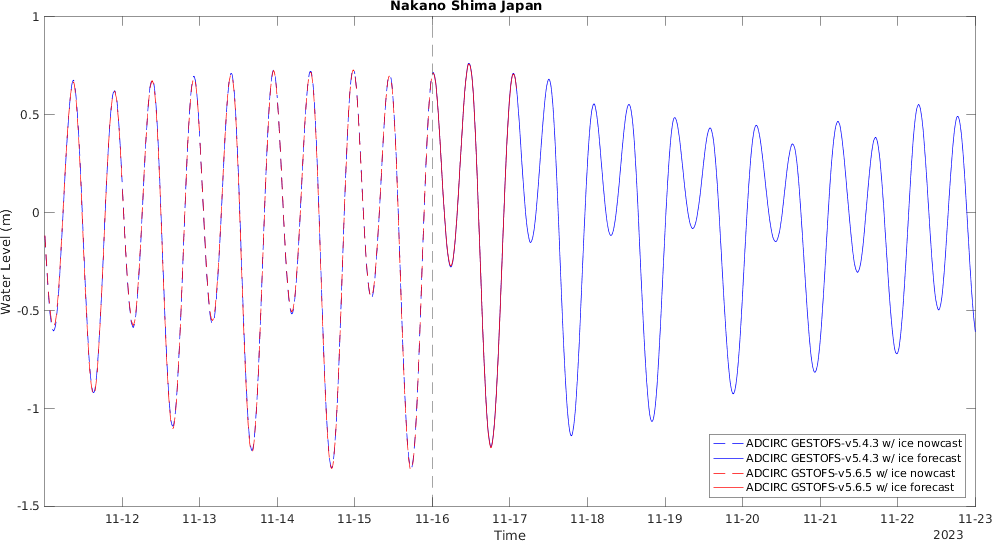 Nakano Shima Japan
1
0.5
0
-0.5
-1
-1.5
Water Level (m)
ADCIRC GESTOFS-v5.4.3 w/ ice nowcast
ADCIRC GESTOFS-v5.4.3 w/ ice forecast
ADCIRC GSTOFS-v5.6.5 w/ ice nowcast
ADCIRC GSTOFS-v5.6.5 w/ ice forecast
11-12 11-13 11-14 11-15 11-16 11-17 11-18 11-19 11-20 11-21 11-22 11-23
Time
2023